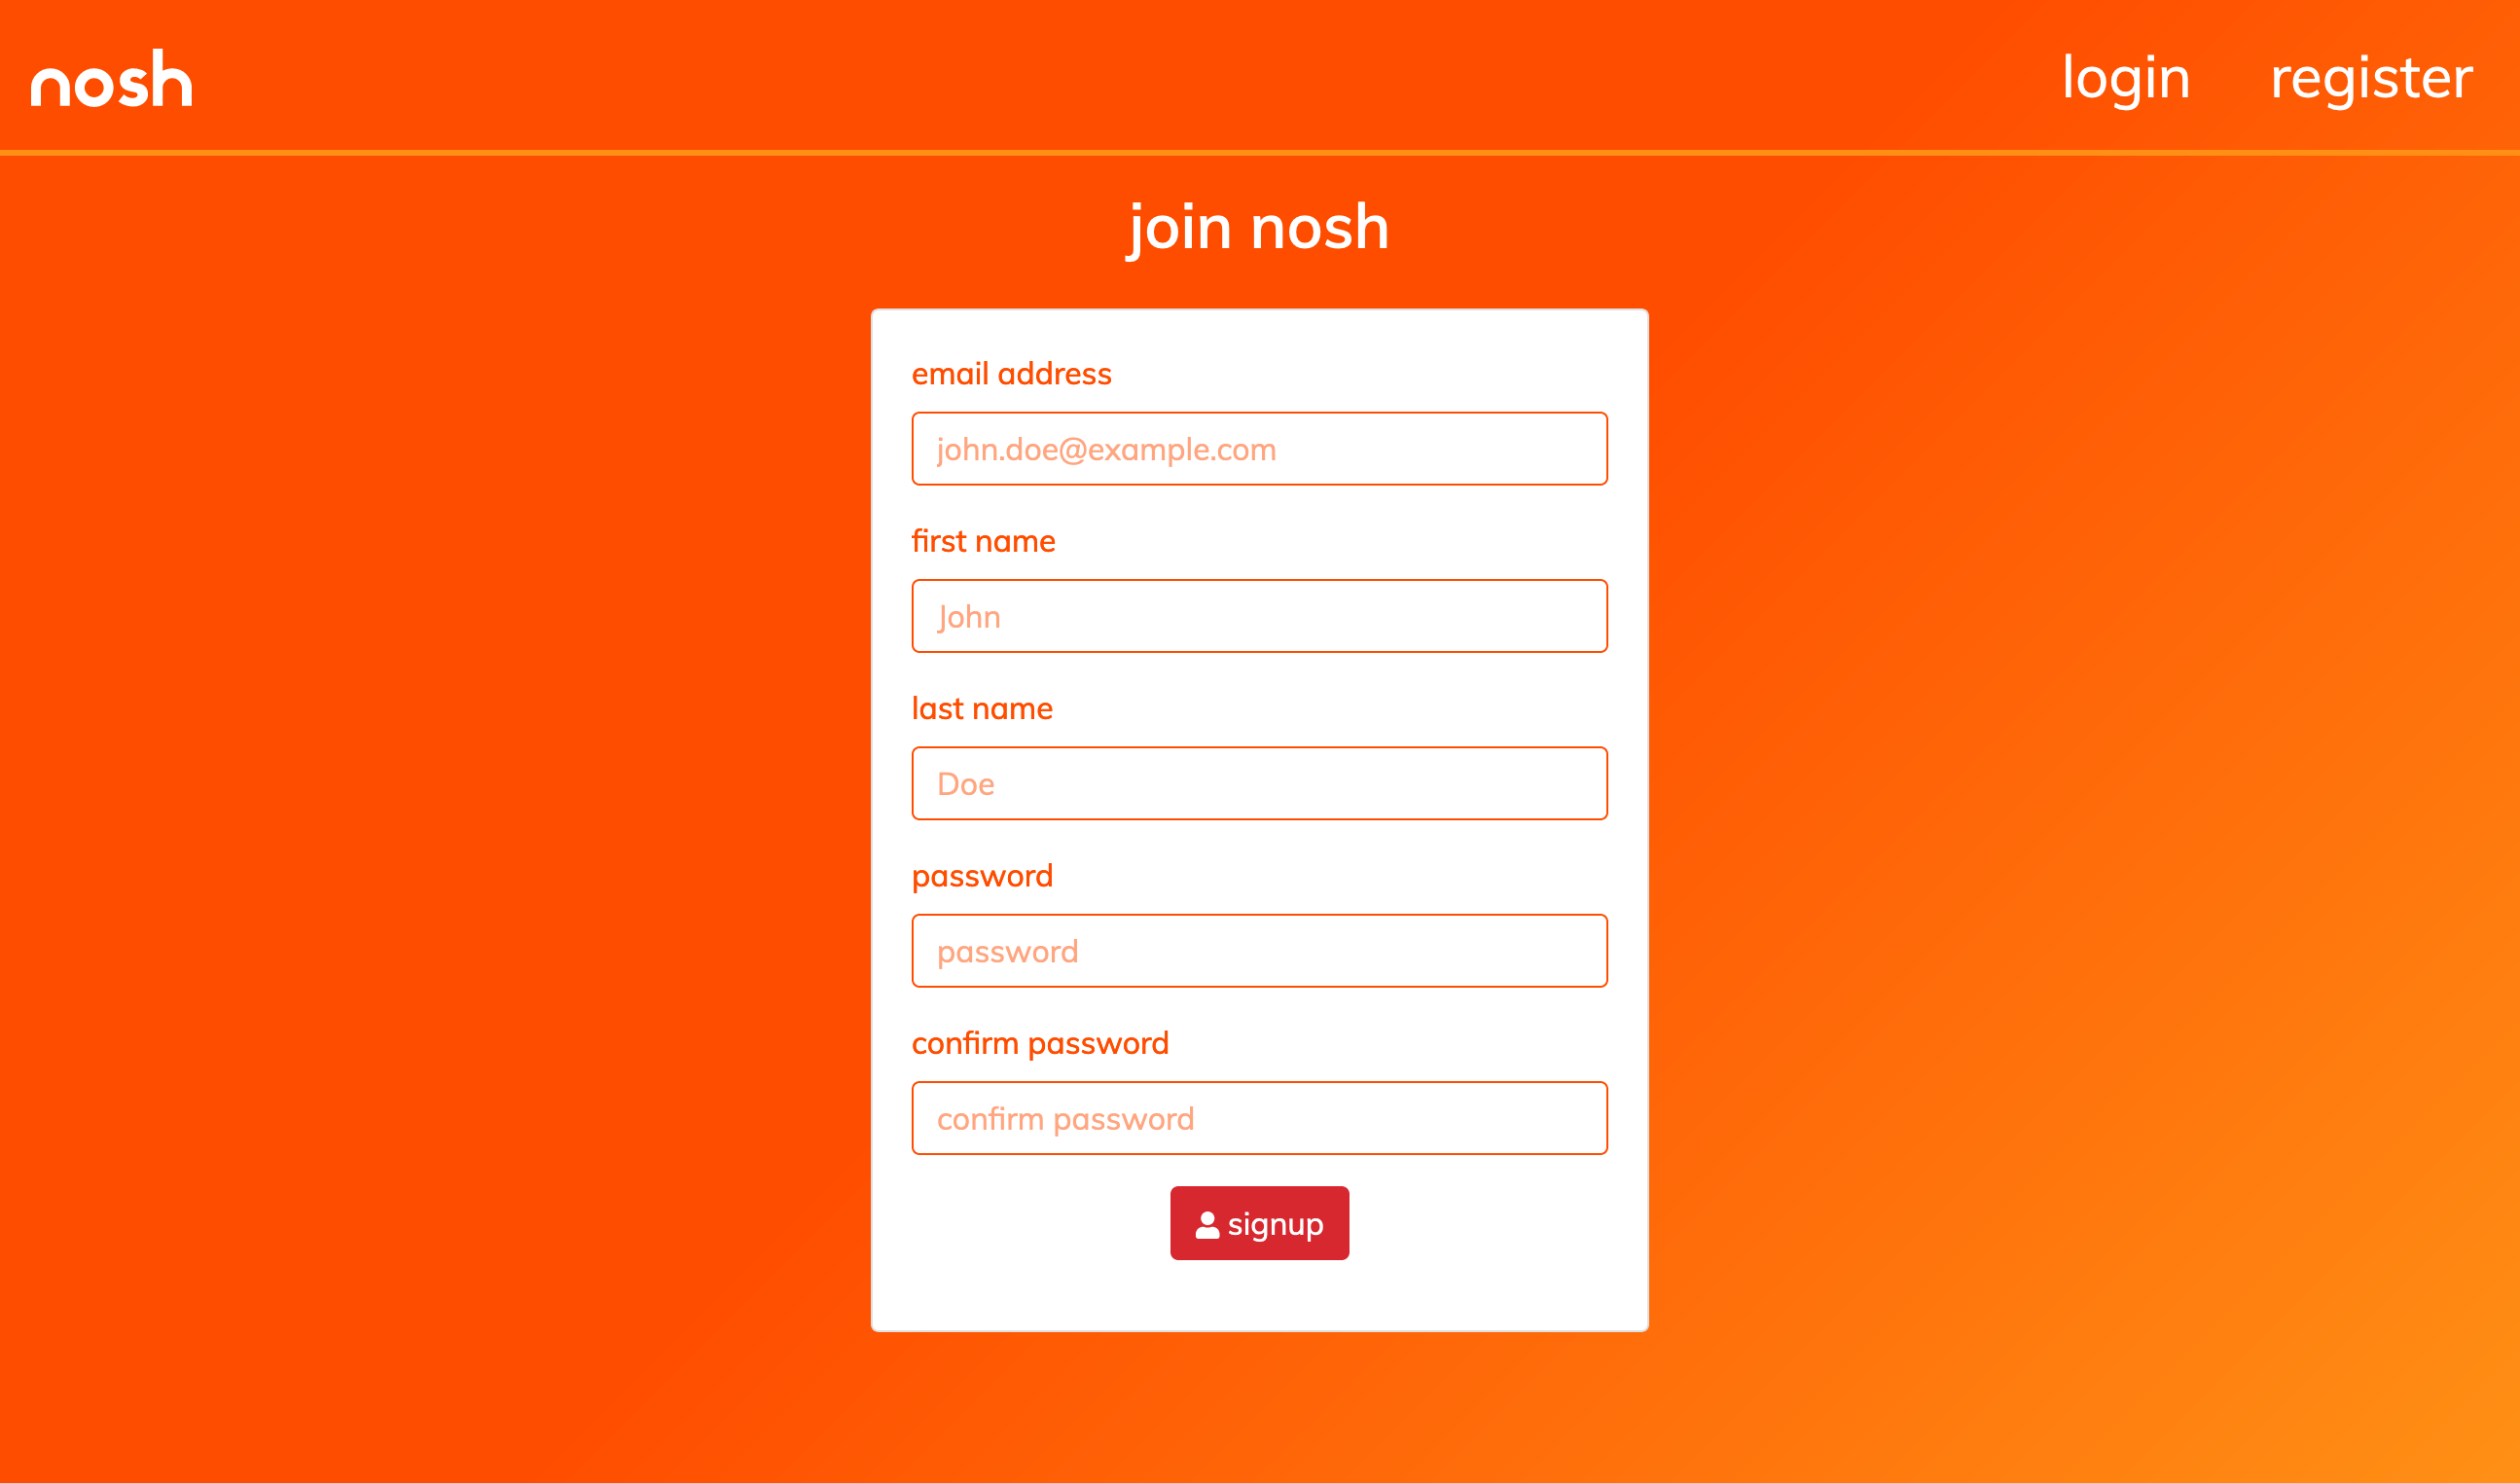 nosh
login
register
join nosh
email address
john.doe@example.com
first name
John
last name
Doe
password
password
confirm password
confirm password
signup